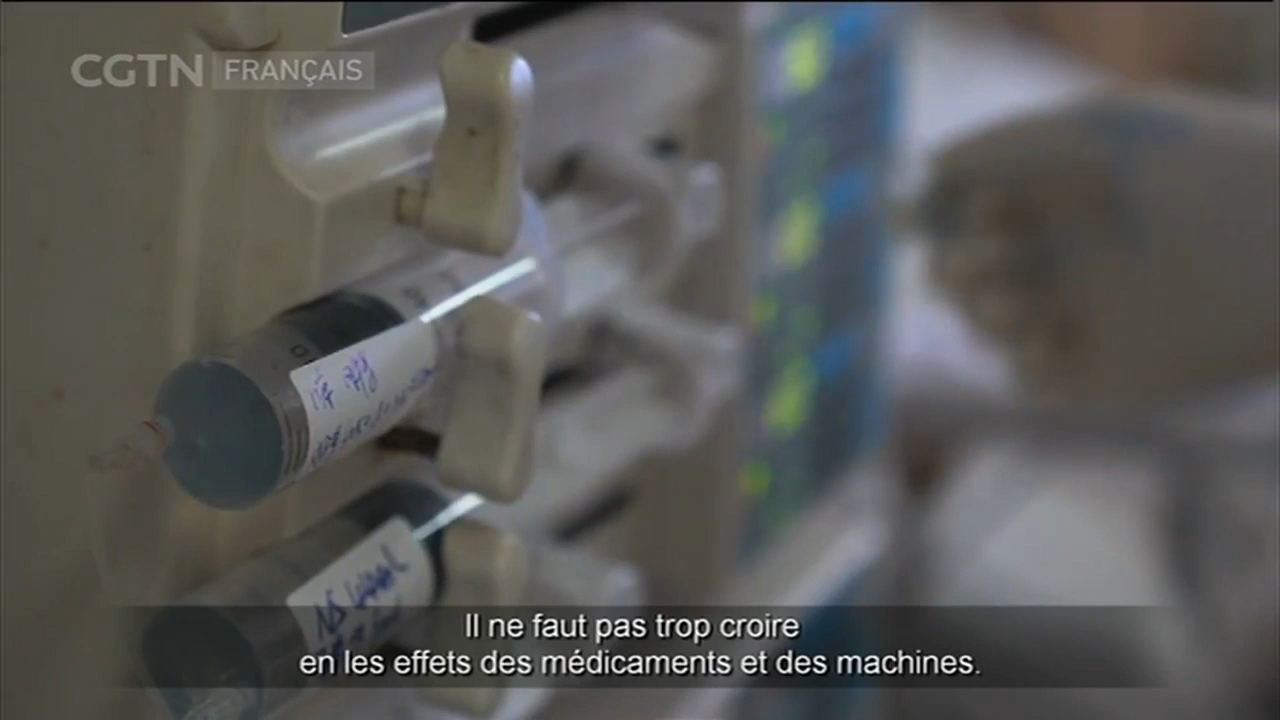 CGTN FRANÇAIS
Il ne faut pas trop croire
en les effets des médicaments et des machines.